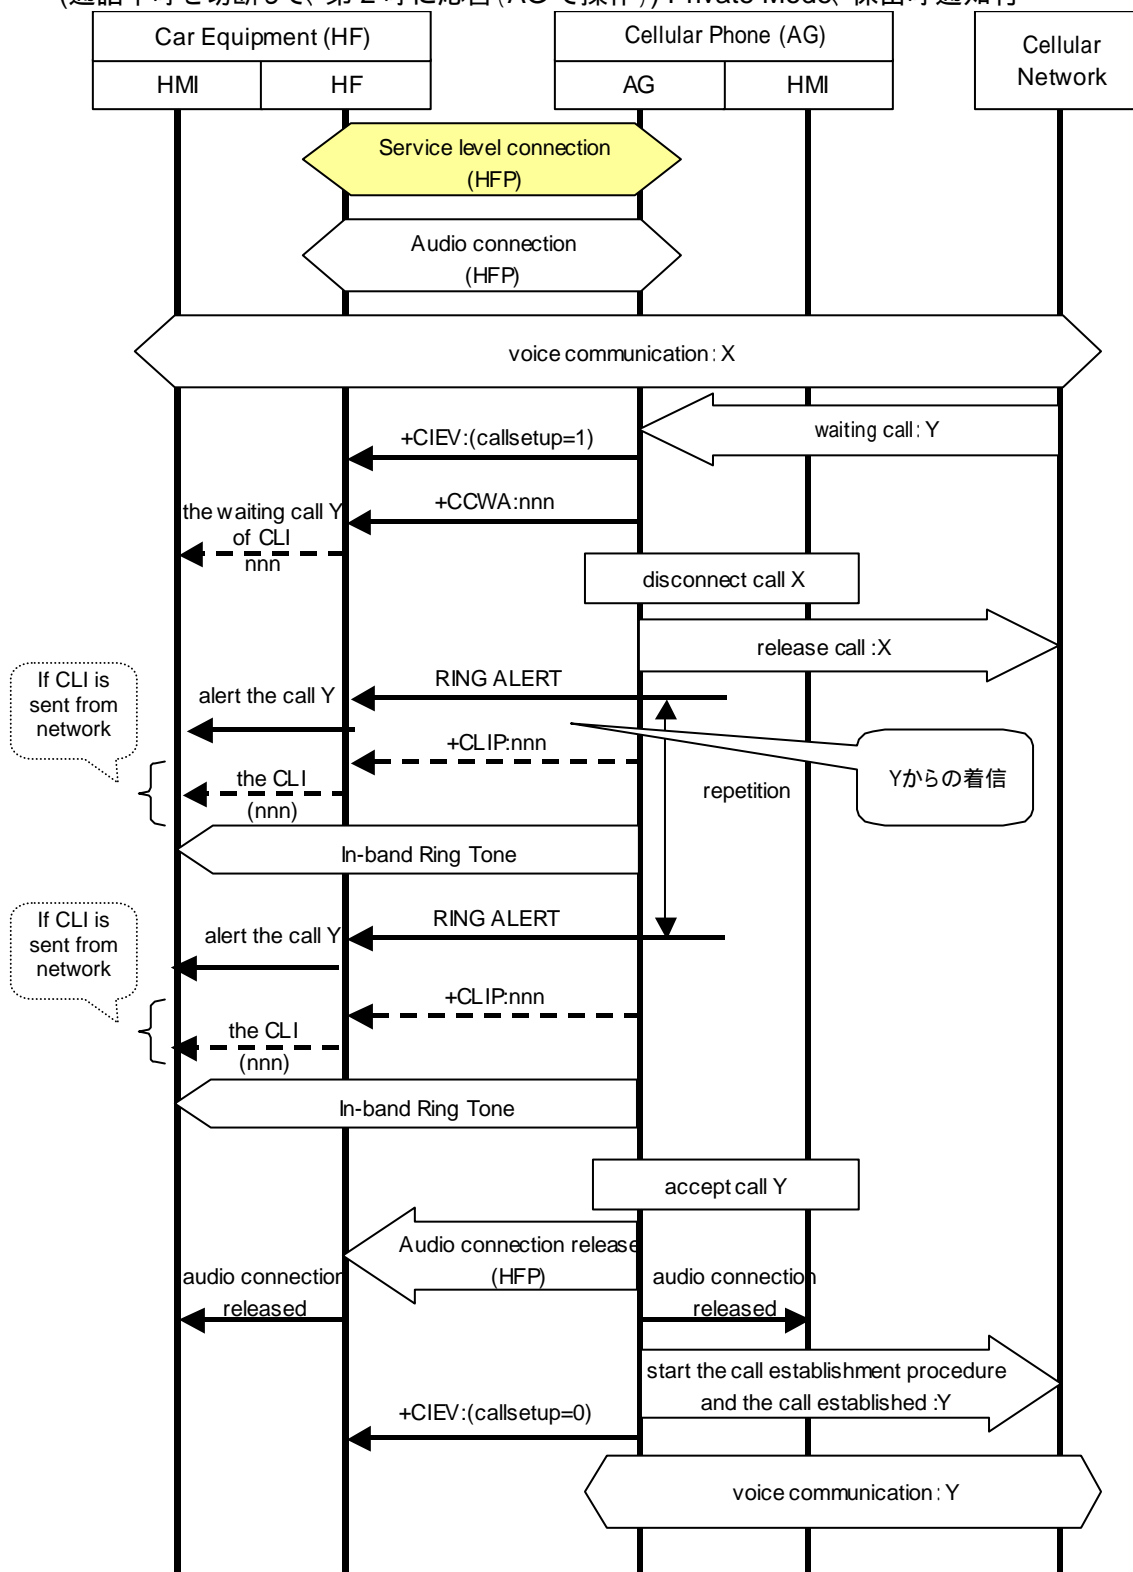 Car Equipment (HF)
Cellular Phone (AG)
Cellular
Network
HMI
HF
AG
HMI
Service level connection
(HFP)
Audio connection
(HFP)
voice communication: X
waiting call: Y
+CIEV:(callsetup=1)
+CCWA:nnn
the waiting call Y
of CLI
nnn
disconnect call X
release call :X
If CLI is
sent from
network
RING ALERT
alert the call Y
+CLIP:nnn
Yからの着信
the CLI
(nnn)
repetition
In-band Ring Tone
If CLI is
sent from
network
RING ALERT
alert the call Y
+CLIP:nnn
the CLI
(nnn)
In-band Ring Tone
accept call Y
Audio connection release
(HFP)
audio connection
released
audio connection
released
start the call establishment procedure
and the call established :Y
+CIEV:(callsetup=0)
voice communication: Y